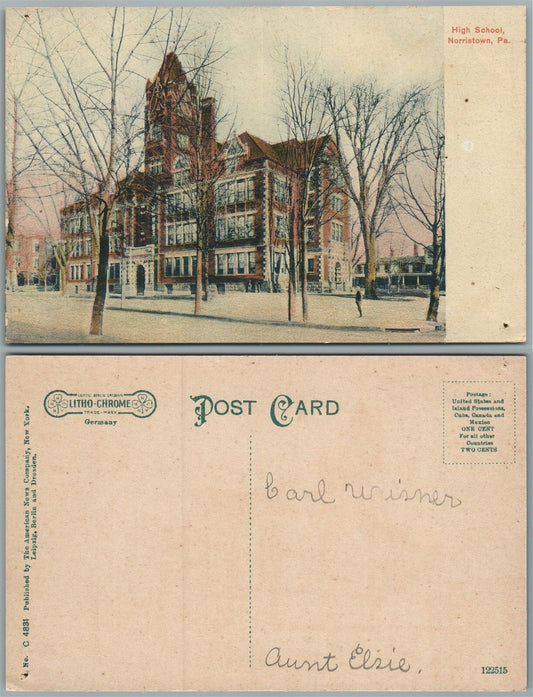 High School,
Norristown, Pa.
LITHO-CHROME
TRADE-MARK
Germany
POST CARD
Postage:
United States and
Island Possessions,
Cuba, Canada and
Mexico
ONE CENT
For all other
Countries
TWO CENTS
No. C 4831 Published by The American News Company, New York.
Leipzig, Berlin and Dresden.
Carl Wisner
Aunt Elsie.
122515